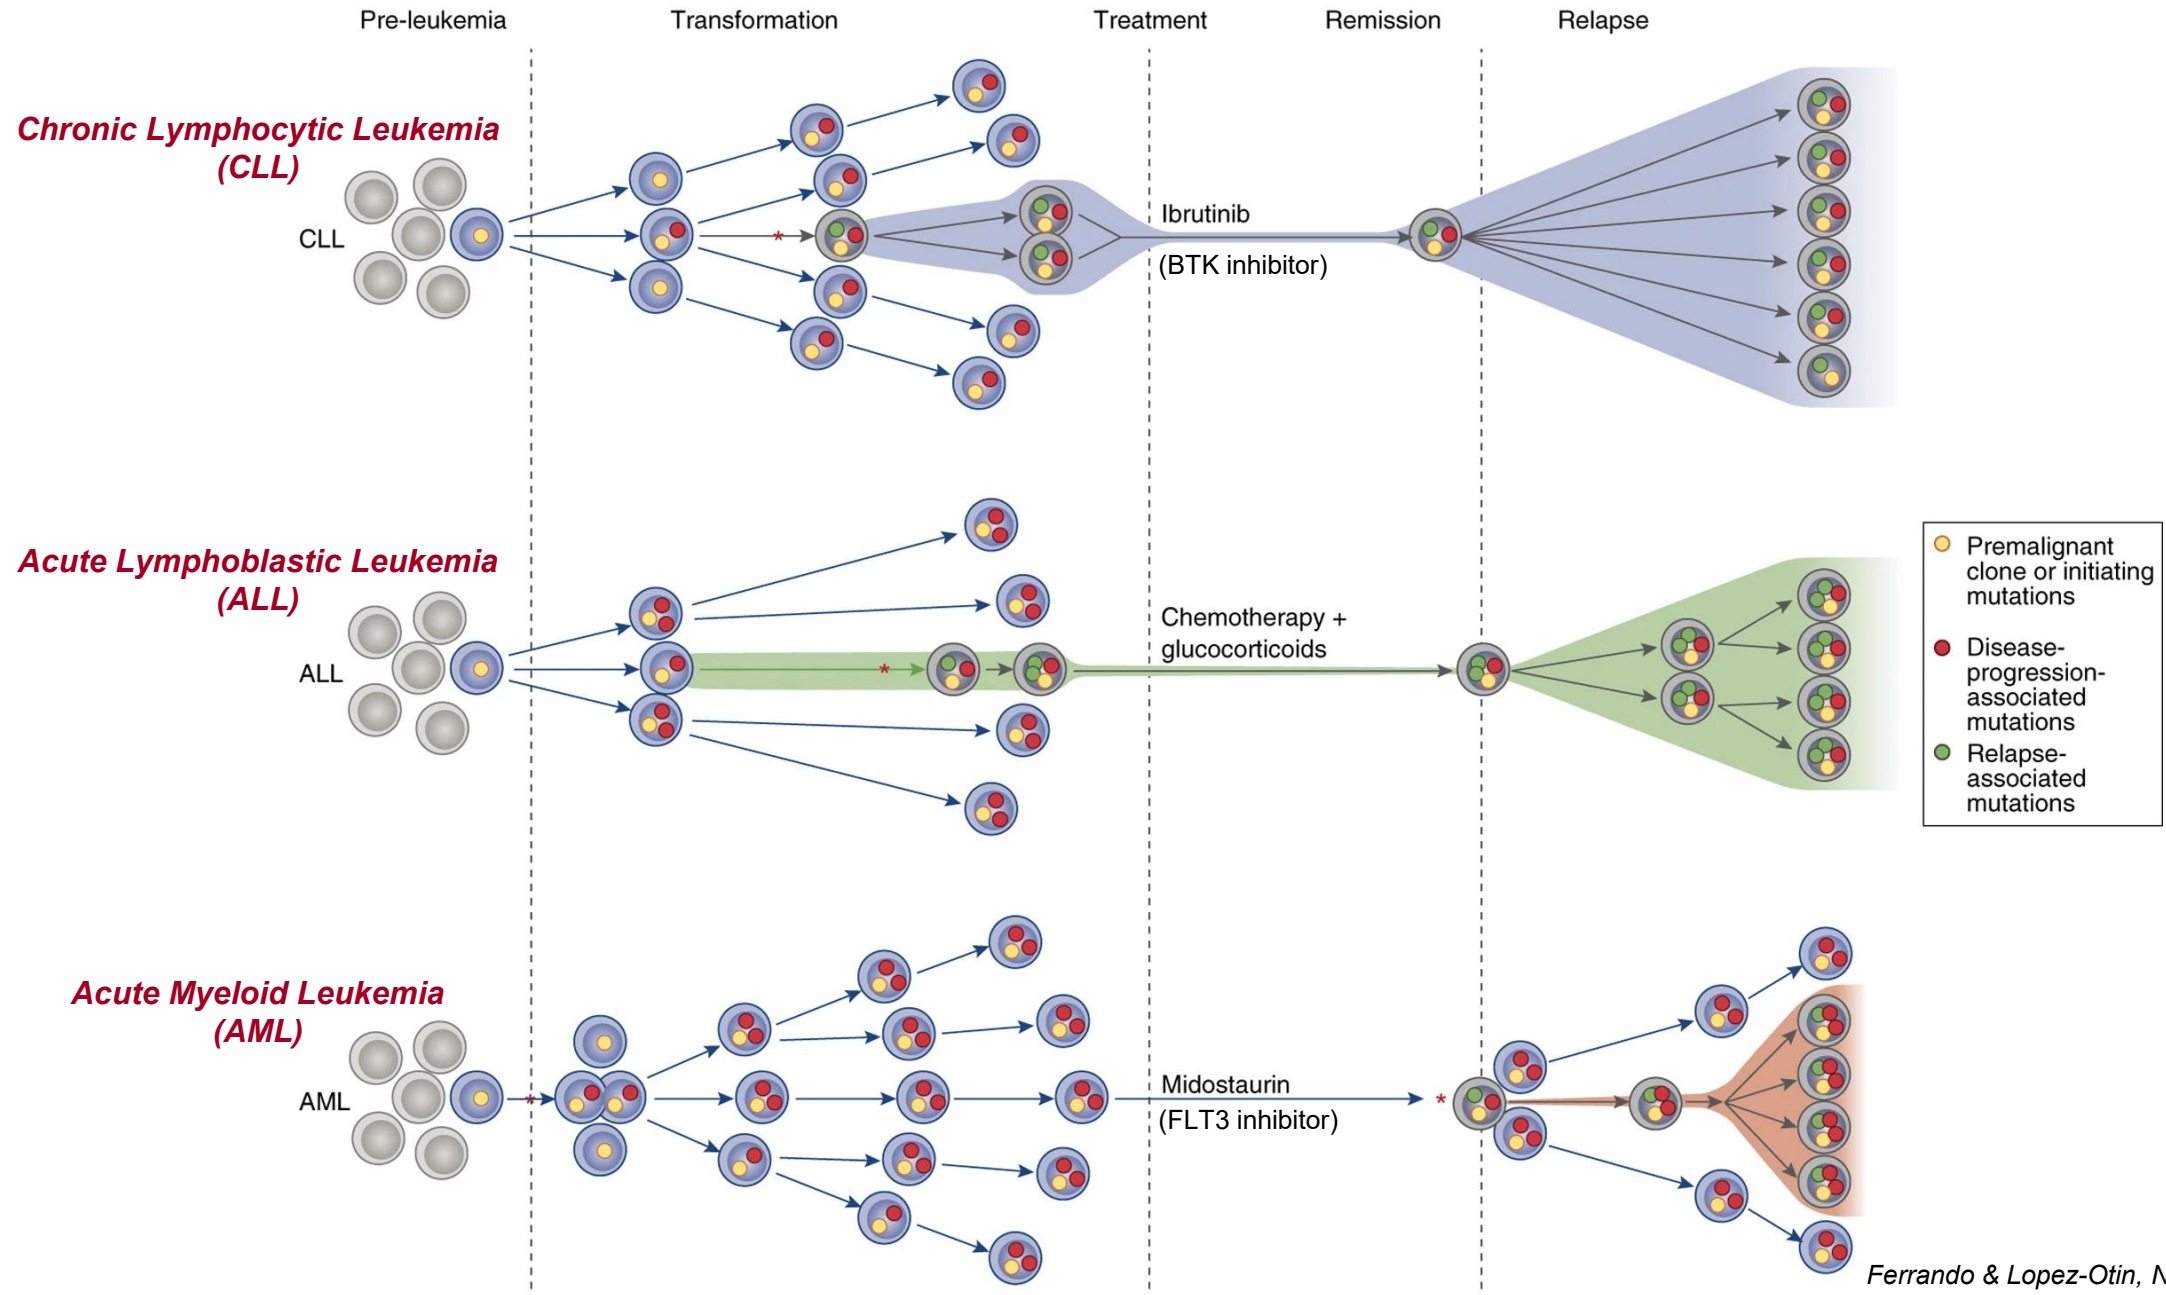 Pre-leukemia
Transformation
Treatment
Remission
Relapse
Chronic Lymphocytic Leukemia
(CLL)
CLL
*
Ibrutinib
(BTK inhibitor)
Acute Lymphoblastic Leukemia
(ALL)
ALL
*
Chemotherapy +
glucocorticoids
Premalignant
clone or initiating
mutations
Disease-
progression-
associated
mutations
Relapse-
associated
mutations
Acute Myeloid Leukemia
(AML)
AML
*
Midostaurin
(FLT3 inhibitor)
*
Ferrando & Lopez-Otin,